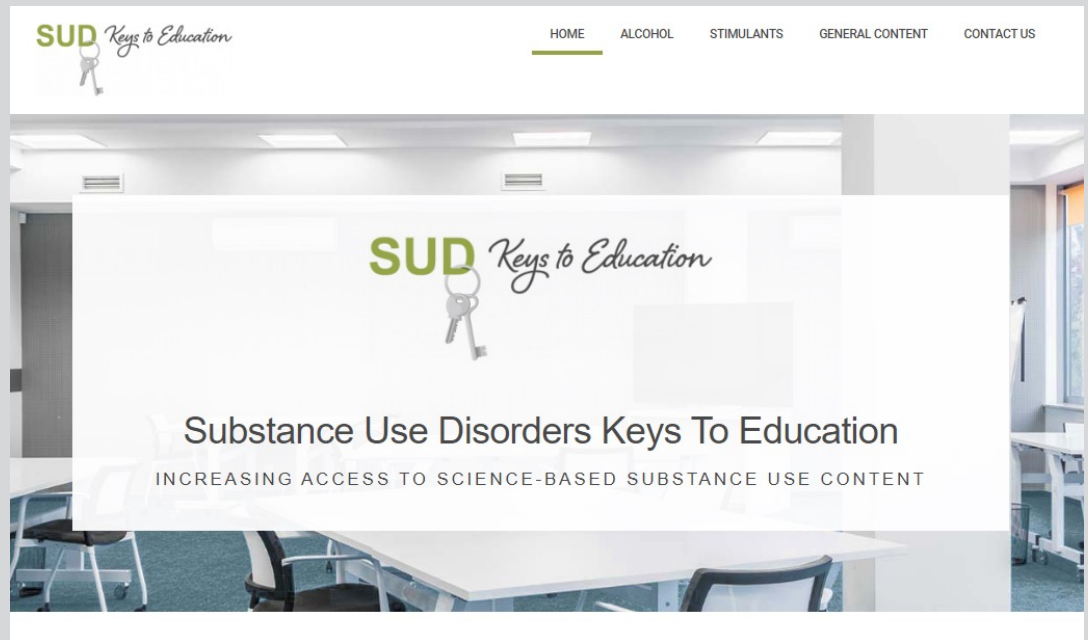 SUD Keys to Education
HOME ALCOHOL STIMULANTS GENERAL CONTENT CONTACT US
SUD Keys to Education
Substance Use Disorders Keys To Education
INCREASING ACCESS TO SCIENCE-BASED SUBSTANCE USE CONTENT